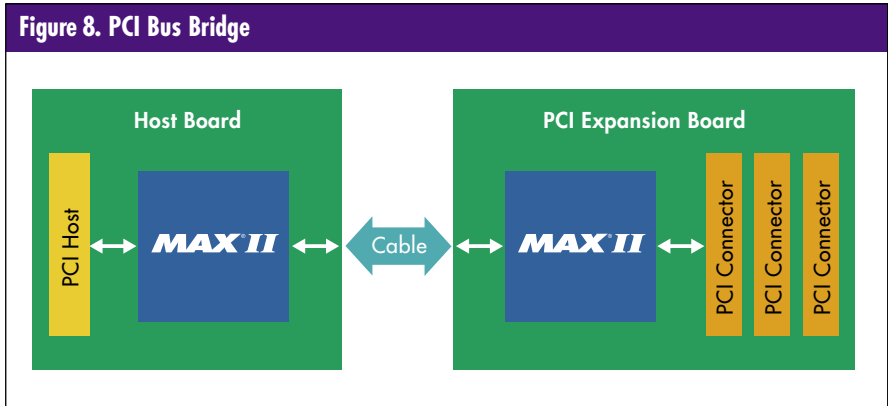 Figure 8. PCI Bus Bridge
Host Board
PCI Host
MAX® II
Cable
PCI Expansion Board
MAX® II
PCI Connector
PCI Connector
PCI Connector